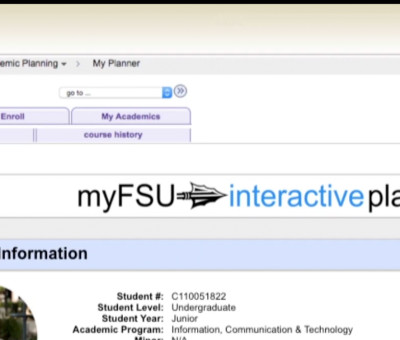 emic Planning
My Planner
go to ...
Enroll
My Academics
course history
myFSU interactive pla
Information
Student #: C110051822
Student Level: Undergraduate
Student Year: Junior
Academic Program: Information, Communication & Technology
Minor: N/A